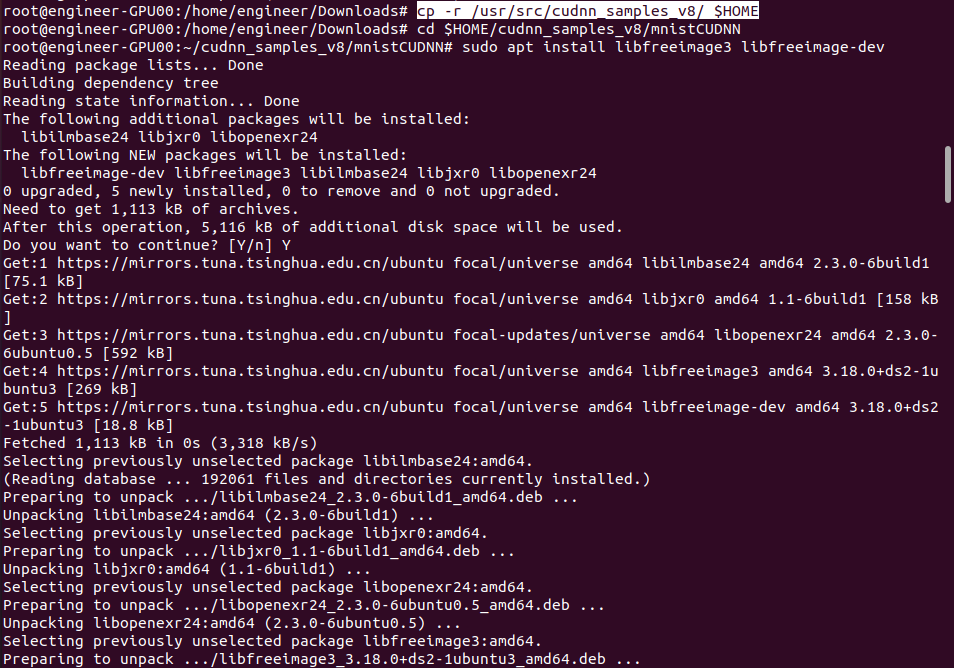 root@engineer-GPU00:/home/engineer/Downloads# cp -r /usr/src/cudnn_samples_v8/ $HOME
root@engineer-GPU00:/home/engineer/Downloads# cd $HOME/cudnn_samples_v8/mnistCUDNN
root@engineer-GPU00:~/cudnn_samples_v8/mnistCUDNN# sudo apt install libfreeimage3 libfreeimage-dev
Reading package lists... Done
Building dependency tree
Reading state information... Done
The following additional packages will be installed:
  libilmbase24 libjxr0 libopenexr24
The following NEW packages will be installed:
  libfreeimage-dev libfreeimage3 libilmbase24 libjxr0 libopenexr24
0 upgraded, 5 newly installed, 0 to remove and 0 not upgraded.
Need to get 1,113 kB of archives.
After this operation, 5,116 kB of additional disk space will be used.
Do you want to continue? [Y/n] Y
Get:1 https://mirrors.tuna.tsinghua.edu.cn/ubuntu focal/universe amd64 libilmbase24 amd64 2.3.0-6build1
[75.1 kB]
Get:2 https://mirrors.tuna.tsinghua.edu.cn/ubuntu focal/universe amd64 libjxr0 amd64 1.1-6build1 [158 kB
]
Get:3 https://mirrors.tuna.tsinghua.edu.cn/ubuntu focal-updates/universe amd64 libopenexr24 amd64 2.3.0-
6ubuntu0.5 [592 kB]
Get:4 https://mirrors.tuna.tsinghua.edu.cn/ubuntu focal/universe amd64 libfreeimage3 amd64 3.18.0+ds2-1u
buntu3 [269 kB]
Get:5 https://mirrors.tuna.tsinghua.edu.cn/ubuntu focal/universe amd64 libfreeimage-dev amd64 3.18.0+ds2
-1ubuntu3 [18.8 kB]
Fetched 1,113 kB in 0s (3,318 kB/s)
Selecting previously unselected package libilmbase24:amd64.
(Reading database ... 192061 files and directories currently installed.)
Preparing to unpack .../libilmbase24_2.3.0-6build1_amd64.deb ...
Unpacking libilmbase24:amd64 (2.3.0-6build1) ...
Selecting previously unselected package libjxr0:amd64.
Preparing to unpack .../libjxr0_1.1-6build1_amd64.deb ...
Unpacking libjxr0:amd64 (1.1-6build1) ...
Selecting previously unselected package libopenexr24:amd64.
Preparing to unpack .../libopenexr24_2.3.0-6ubuntu0.5_amd64.deb ...
Unpacking libopenexr24:amd64 (2.3.0-6ubuntu0.5) ...
Selecting previously unselected package libfreeimage3:amd64.
Preparing to unpack .../libfreeimage3_3.18.0+ds2-1ubuntu3_amd64.deb ...